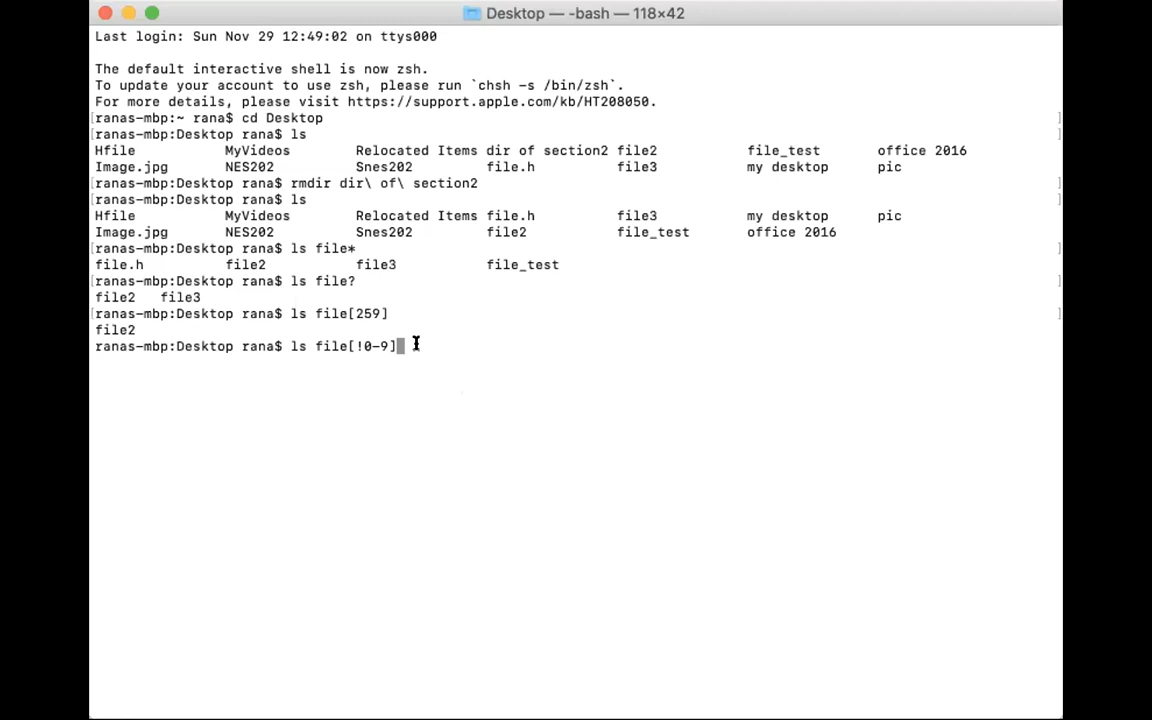 Desktop — -bash — 118×42
Last login: Sun Nov 29 12:49:02 on ttys000
The default interactive shell is now zsh.
To update your account to use zsh, please run `chsh -s /bin/zsh`.
For more details, please visit https://support.apple.com/kb/HT208050.
[ranas-mbp:~ rana$ cd Desktop ]
[ranas-mbp:Desktop rana$ ls ]
Hfile MyVideos Relocated Items dir of section2 file2 file_test office 2016
Image.jpg NES202 Snes202 file.h file3 my desktop pic
[ranas-mbp:Desktop rana$ rmdir dir\ of\ section2 ]
[ranas-mbp:Desktop rana$ ls ]
Hfile MyVideos Relocated Items file.h file3 my desktop pic
Image.jpg NES202 Snes202 file2 file_test office 2016
[ranas-mbp:Desktop rana$ ls file* ]
file.h file2 file3 file_test
[ranas-mbp:Desktop rana$ ls file? ]
file2 file3
[ranas-mbp:Desktop rana$ ls file[259] ]
file2
ranas-mbp:Desktop rana$ ls file[!0-9]